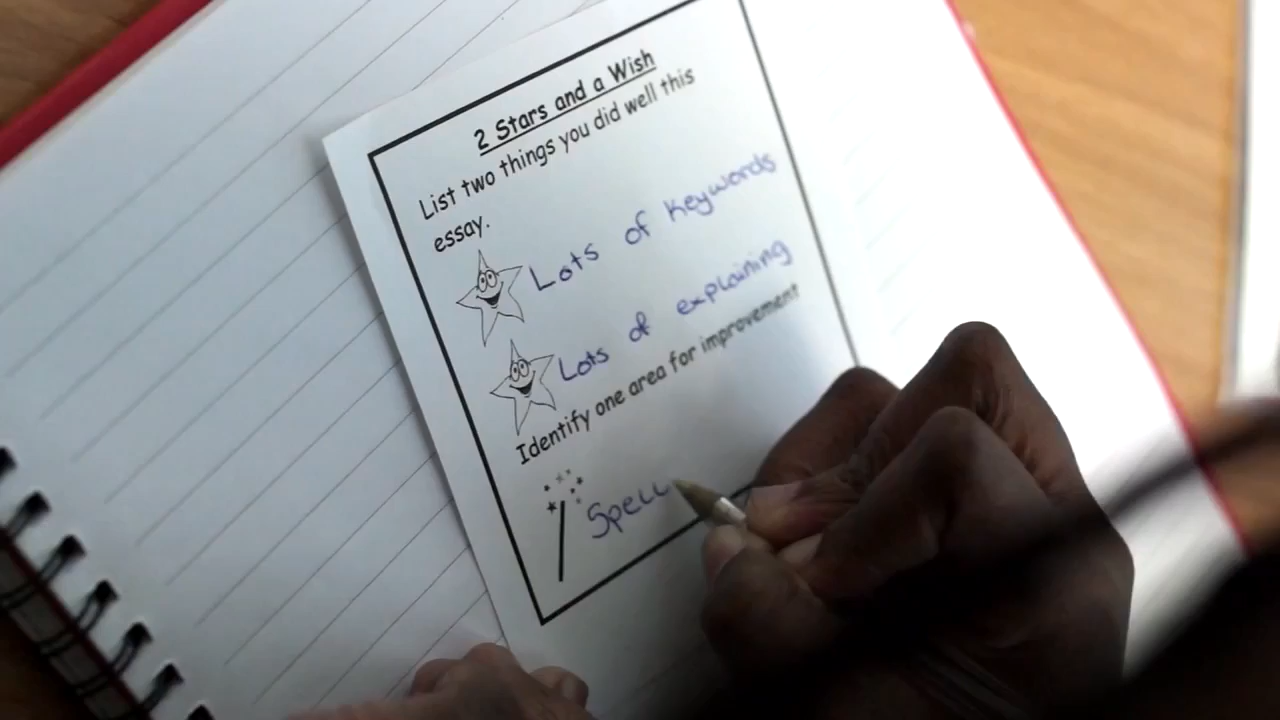 2 Stars and a Wish
List two things you did well this
essay.
Lots of keywords
Lots of explaining
Identify one area for improvement
Spell